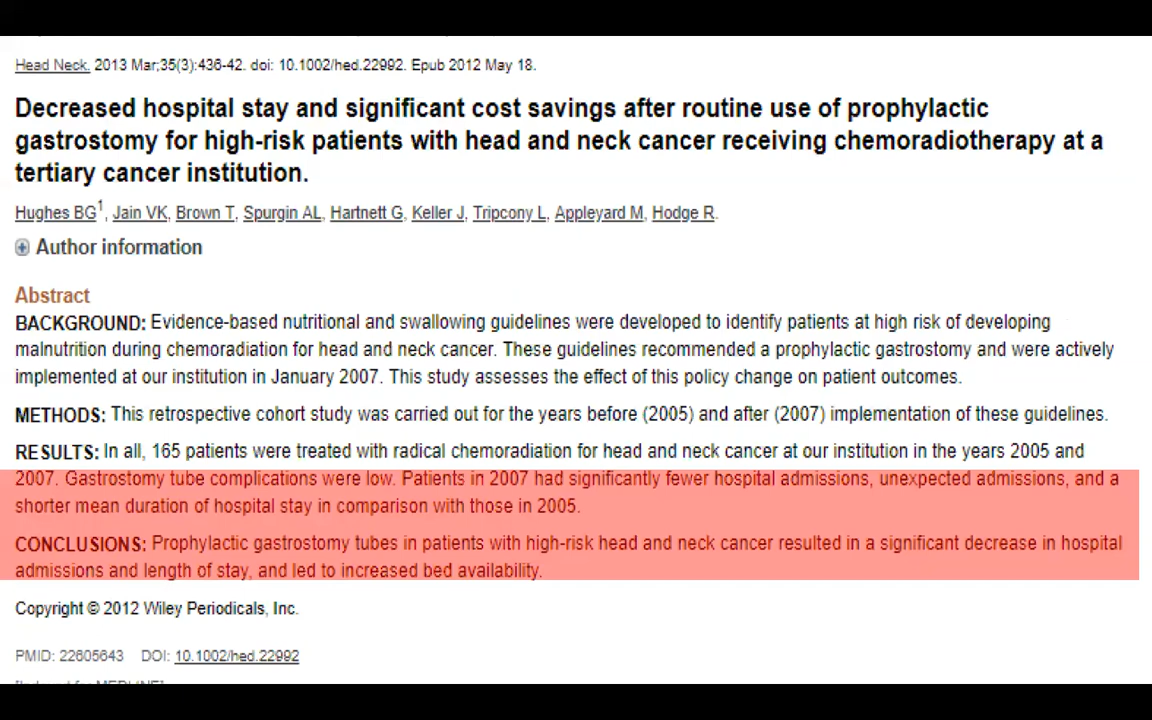 Head Neck. 2013 Mar;35(3):436-42. doi: 10.1002/hed.22992. Epub 2012 May 18.
Decreased hospital stay and significant cost savings after routine use of prophylactic
gastrostomy for high-risk patients with head and neck cancer receiving chemoradiotherapy at a
tertiary cancer institution.
Hughes BG1, Jain VK, Brown T, Spurgin AL, Hartnett G, Keller J, Tripcony L, Appleyard M, Hodge R.
Author information
Abstract
BACKGROUND: Evidence-based nutritional and swallowing guidelines were developed to identify patients at high risk of developing
malnutrition during chemoradiation for head and neck cancer. These guidelines recommended a prophylactic gastrostomy and were actively
implemented at our institution in January 2007. This study assesses the effect of this policy change on patient outcomes.
METHODS: This retrospective cohort study was carried out for the years before (2005) and after (2007) implementation of these guidelines.
RESULTS: In all, 165 patients were treated with radical chemoradiation for head and neck cancer at our institution in the years 2005 and
2007. Gastrostomy tube complications were low. Patients in 2007 had significantly fewer hospital admissions, unexpected admissions, and a
shorter mean duration of hospital stay in comparison with those in 2005.
CONCLUSIONS: Prophylactic gastrostomy tubes in patients with high-risk head and neck cancer resulted in a significant decrease in hospital
admissions and length of stay, and led to increased bed availability.
Copyright © 2012 Wiley Periodicals, Inc.
PMID: 22605643 DOI: 10.1002/hed.22992